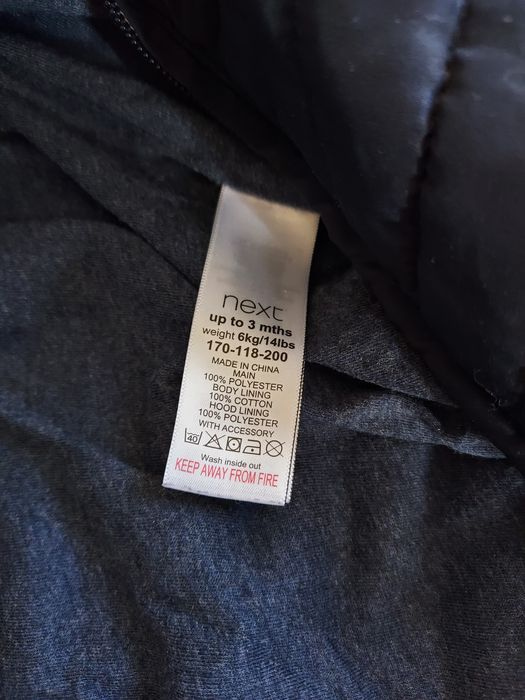 next
up to 3 mths
weight 6kg/14lbs
170-118-200
MADE IN CHINA
MAIN
100% POLYESTER
BODY LINING
100% COTTON
HOOD LINING
100% POLYESTER
WITH ACCESSORY
40
Wash inside out
KEEP AWAY FROM FIRE